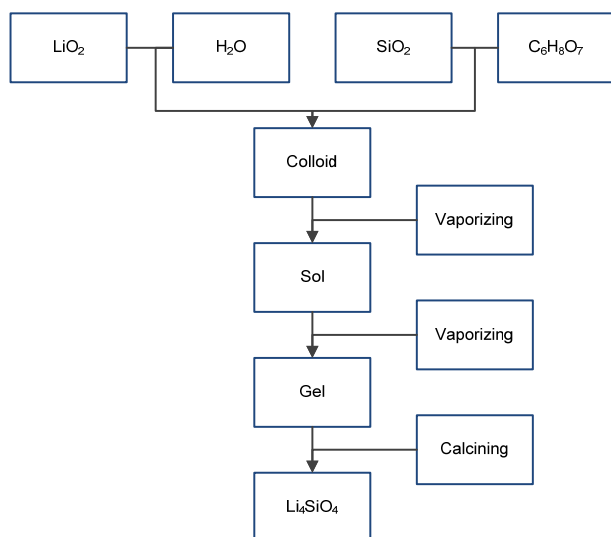 LiO₂
H₂O
SiO₂
C₆H₈O₇
Colloid
Vaporizing
Sol
Vaporizing
Gel
Calcining
Li₄SiO₄